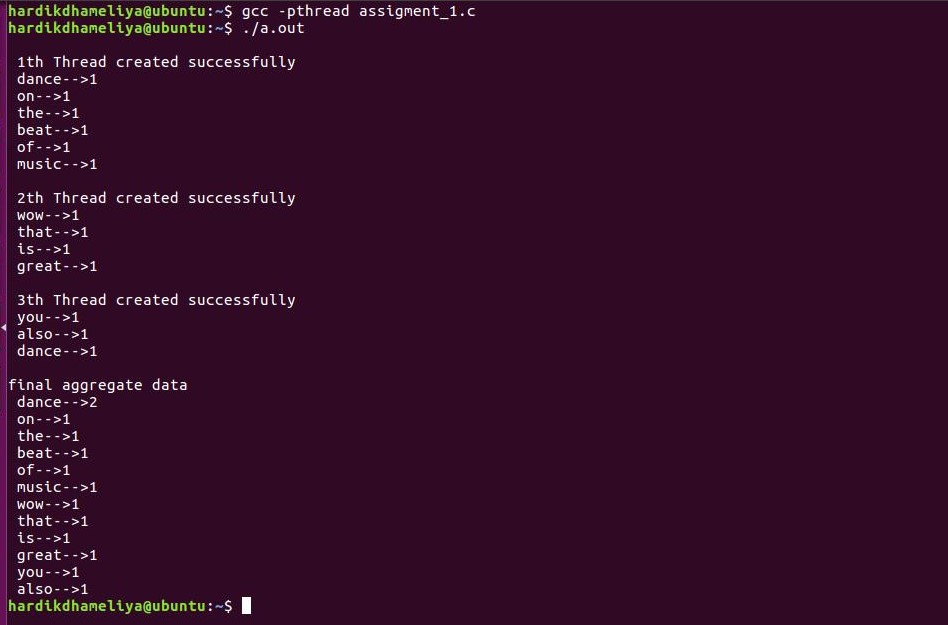 hardikdhameliya@ubuntu:~$ gcc -pthread assigment_1.c
hardikdhameliya@ubuntu:~$ ./a.out
1th Thread created successfully
dance-->1
on-->1
the-->1
beat-->1
of-->1
music-->1
2th Thread created successfully
wow-->1
that-->1
is-->1
great-->1
3th Thread created successfully
you-->1
also-->1
dance-->1
final aggregate data
dance-->2
on-->1
the-->1
beat-->1
of-->1
music-->1
wow-->1
that-->1
is-->1
great-->1
you-->1
also-->1
hardikdhameliya@ubuntu:~$